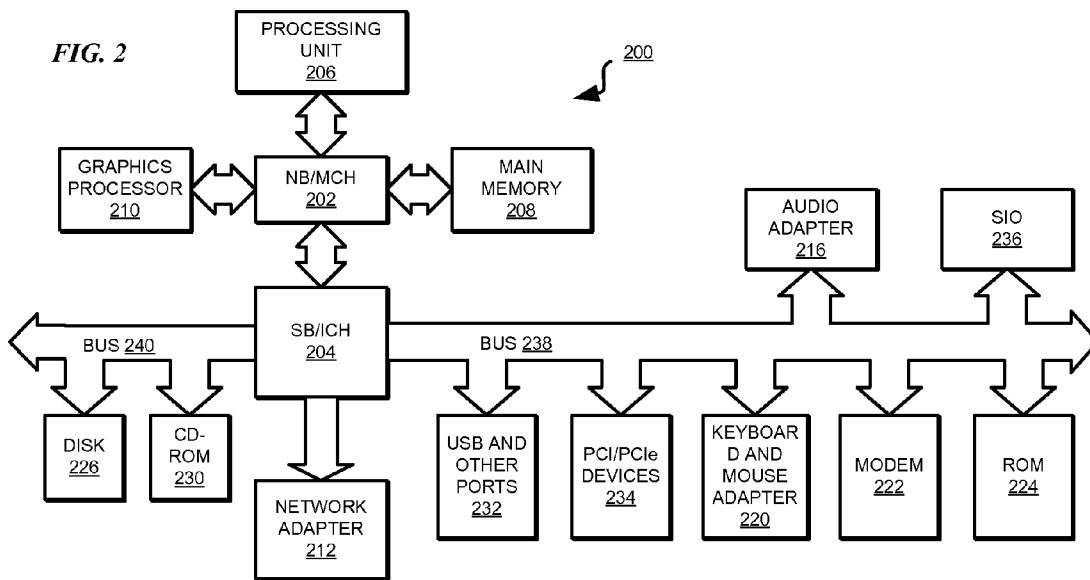 FIG. 2
PROCESSING
UNIT
206
200
GRAPHICS
PROCESSOR
210
NB/MCH
202
MAIN
MEMORY
208
AUDIO
ADAPTER
216
SIO
236
SB/ICH
204
BUS 240
BUS 238
DISK
226
CD-
ROM
230
USB AND
OTHER
PORTS
232
PCI/PCIe
DEVICES
234
KEYBOAR
D AND
MOUSE
ADAPTER
220
MODEM
222
ROM
224
NETWORK
ADAPTER
212